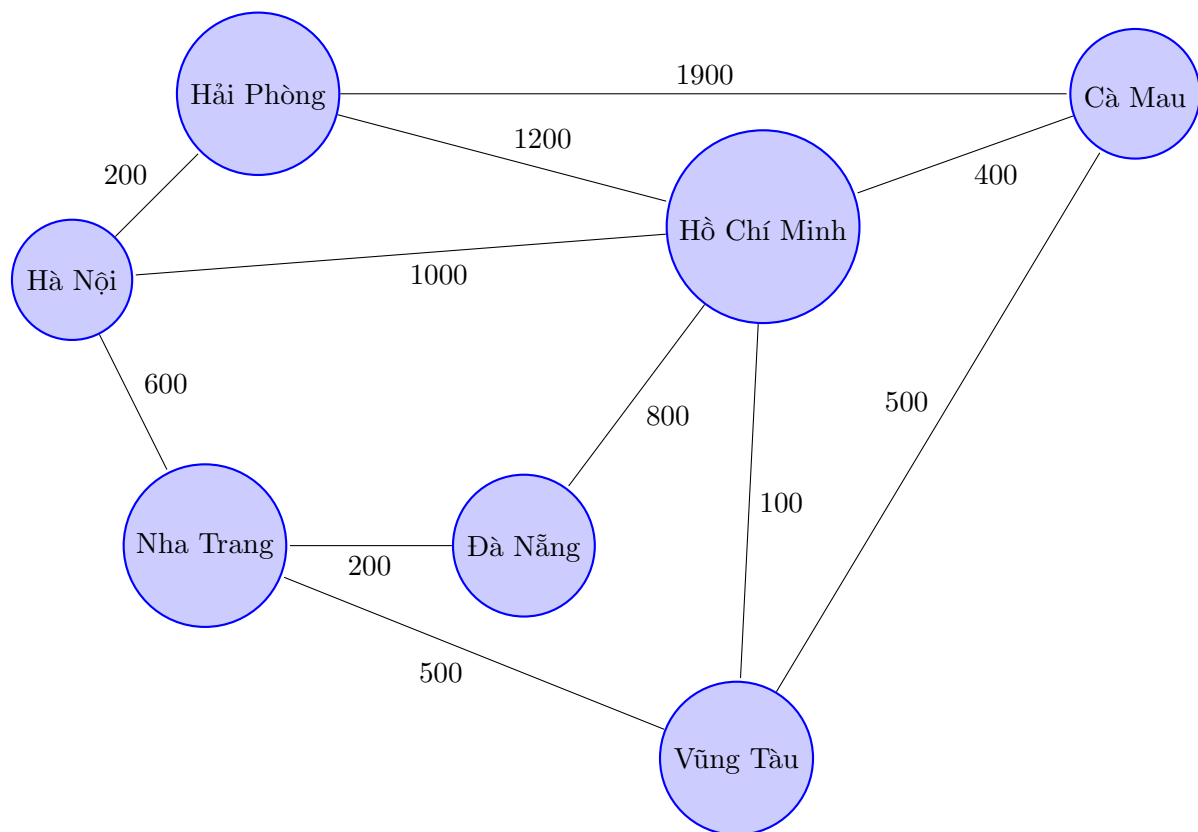 Hải Phòng
1900
Cà Mau
1200
200
400
Hồ Chí Minh
Hà Nội
1000
600
500
800
100
Nha Trang
200
Đà Nẵng
500
Vũng Tàu